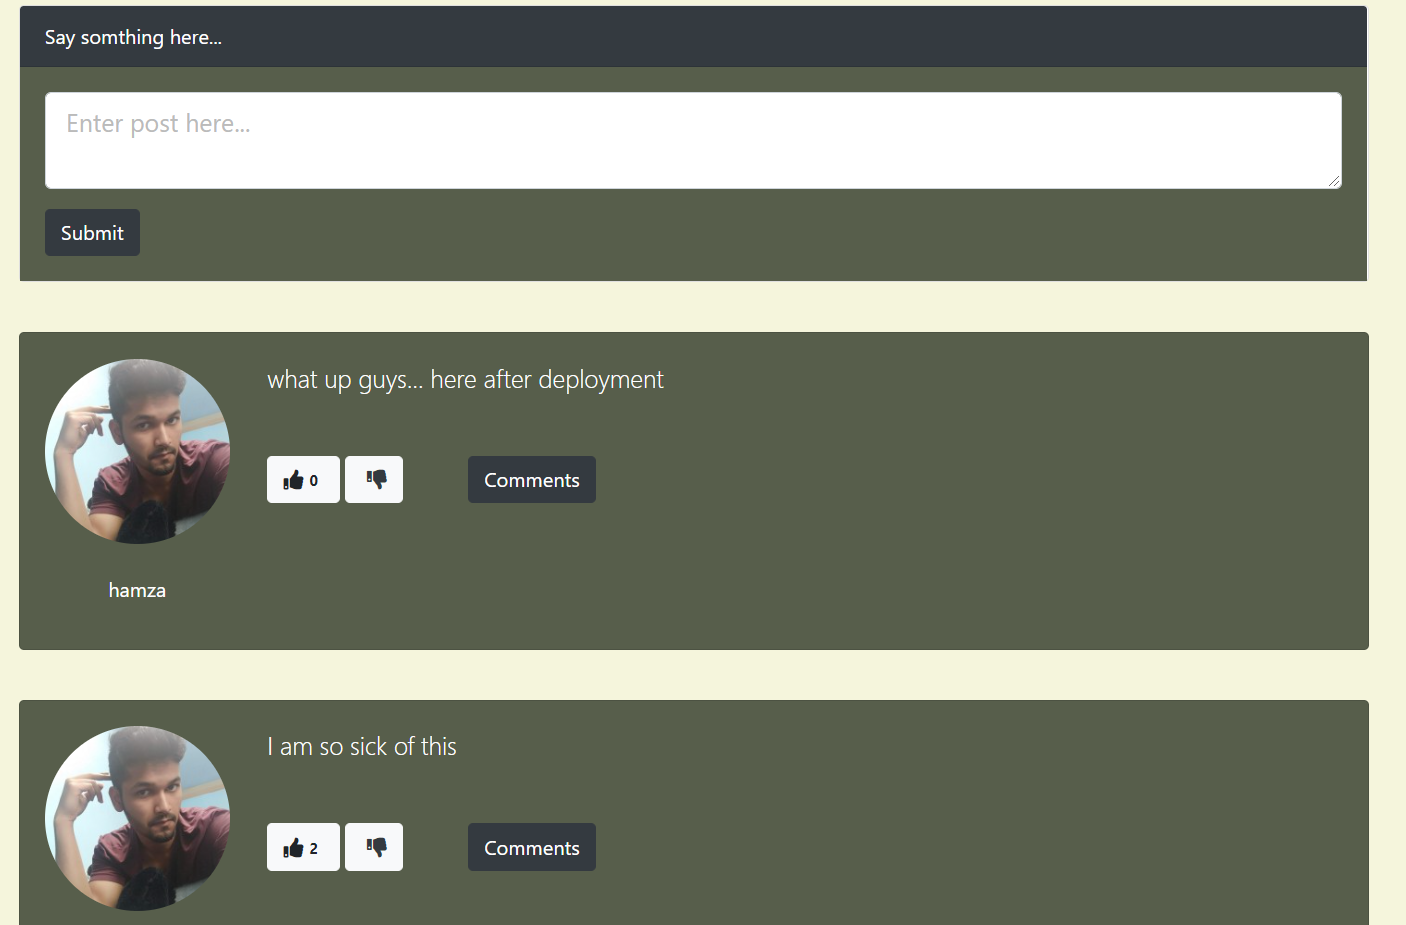 Say somthing here...
Enter post here...
Submit
what up guys... here after deployment
0
Comments
hamza
I am so sick of this
2
Comments